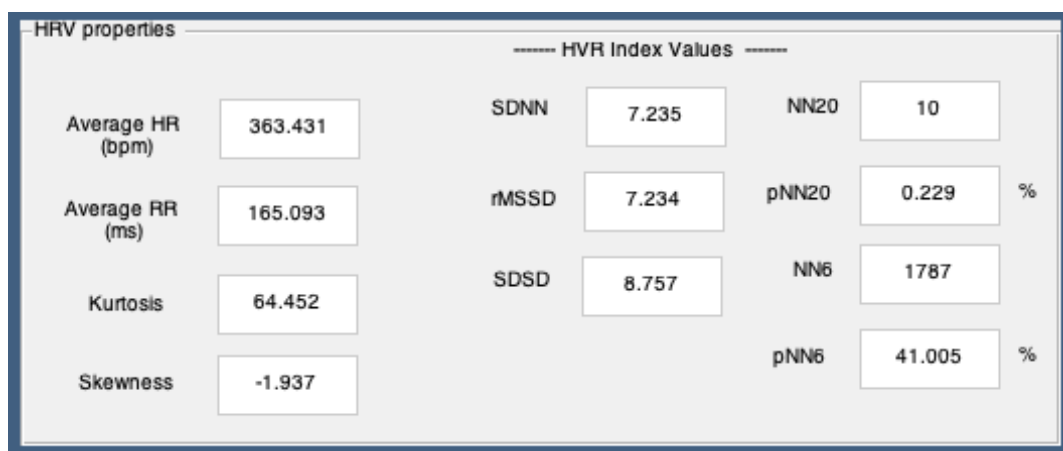 HRV properties
------- HVR Index Values -------
Average HR
(bpm)
363.431
Average RR
(ms)
165.093
Kurtosis
64.452
Skewness
-1.937
SDNN
7.235
rMSSD
7.234
SDSD
8.757
NN20
10
pNN20
0.229
%
NN6
1787
pNN6
41.005
%